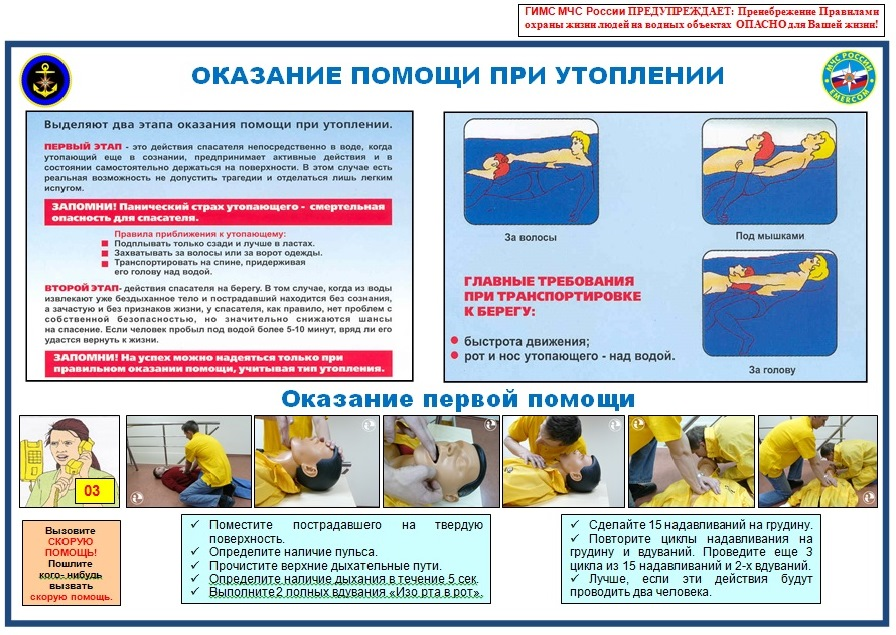 ГИМС МЧС России ПРЕДУПРЕЖДАЕТ: Пренебрежение Правилами
охраны жизни людей на водных объектах ОПАСНО для Вашей жизни!
ОКАЗАНИЕ ПОМОЩИ ПРИ УТОПЛЕНИИ
МЧС РОССИИ
EMERCOM
Выделяют два этапа оказания помощи при утоплении.
ПЕРВЫЙ ЭТАП - это действия спасателя непосредственно в воде, когда
утопающий еще в сознании, предпринимает активные действия и в
состоянии самостоятельно держаться на поверхности. В этом случае есть
реальная возможность не допустить трагедии и отделаться лишь легким
испугом.
ЗАПОМНИ! Панический страх утопающего - смертельная
опасность для спасателя.
Правила приближения к утопающему:
Подплывать только сзади и лучше в ластах.
Захватывать за волосы или за ворот одежды.
Транспортировать на спине, придерживая
его голову над водой.
ВТОРОЙ ЭТАП- действия спасателя на берегу. В том случае, когда из воды
извлекают уже бездыханное тело и пострадавший находится без сознания,
а зачастую и без признаков жизни, у спасателя, как правило, нет проблем с
собственной безопасностью, но значительно снижаются шансы
на спасение. Если человек пробыл под водой более 5-10 минут, вряд ли его
удастся вернуть к жизни.
ЗАПОМНИ! На успех можно надеяться только при
правильном оказании помощи, учитывая тип утопления.
За волосы
Под мышками
ГЛАВНЫЕ ТРЕБОВАНИЯ
ПРИ ТРАНСПОРТИРОВКЕ
К БЕРЕГУ:
● быстрота движения;
● рот и нос утопающего - над водой.
За голову
Оказание первой помощи
03
Вызовите
СКОРУЮ
ПОМОЩЬ!
Пошлите
кого- нибудь
вызвать
скорую помощь.
✓ Поместите пострадавшего на твердую
поверхность.
✓ Определите наличие пульса.
✓ Прочистите верхние дыхательные пути.
✓ Определите наличие дыхания в течение 5 сек
✓ Выполните2 полных вдувания «Изо рта в рот».
✓ Сделайте 15 надавливаний на грудину.
✓ Повторите циклы надавливания на
грудину и вдуваний. Проведите еще 3
цикла из 15 надавливаний и 2-х вдуваний.
✓ Лучше, если эти действия будут
проводить два человека.